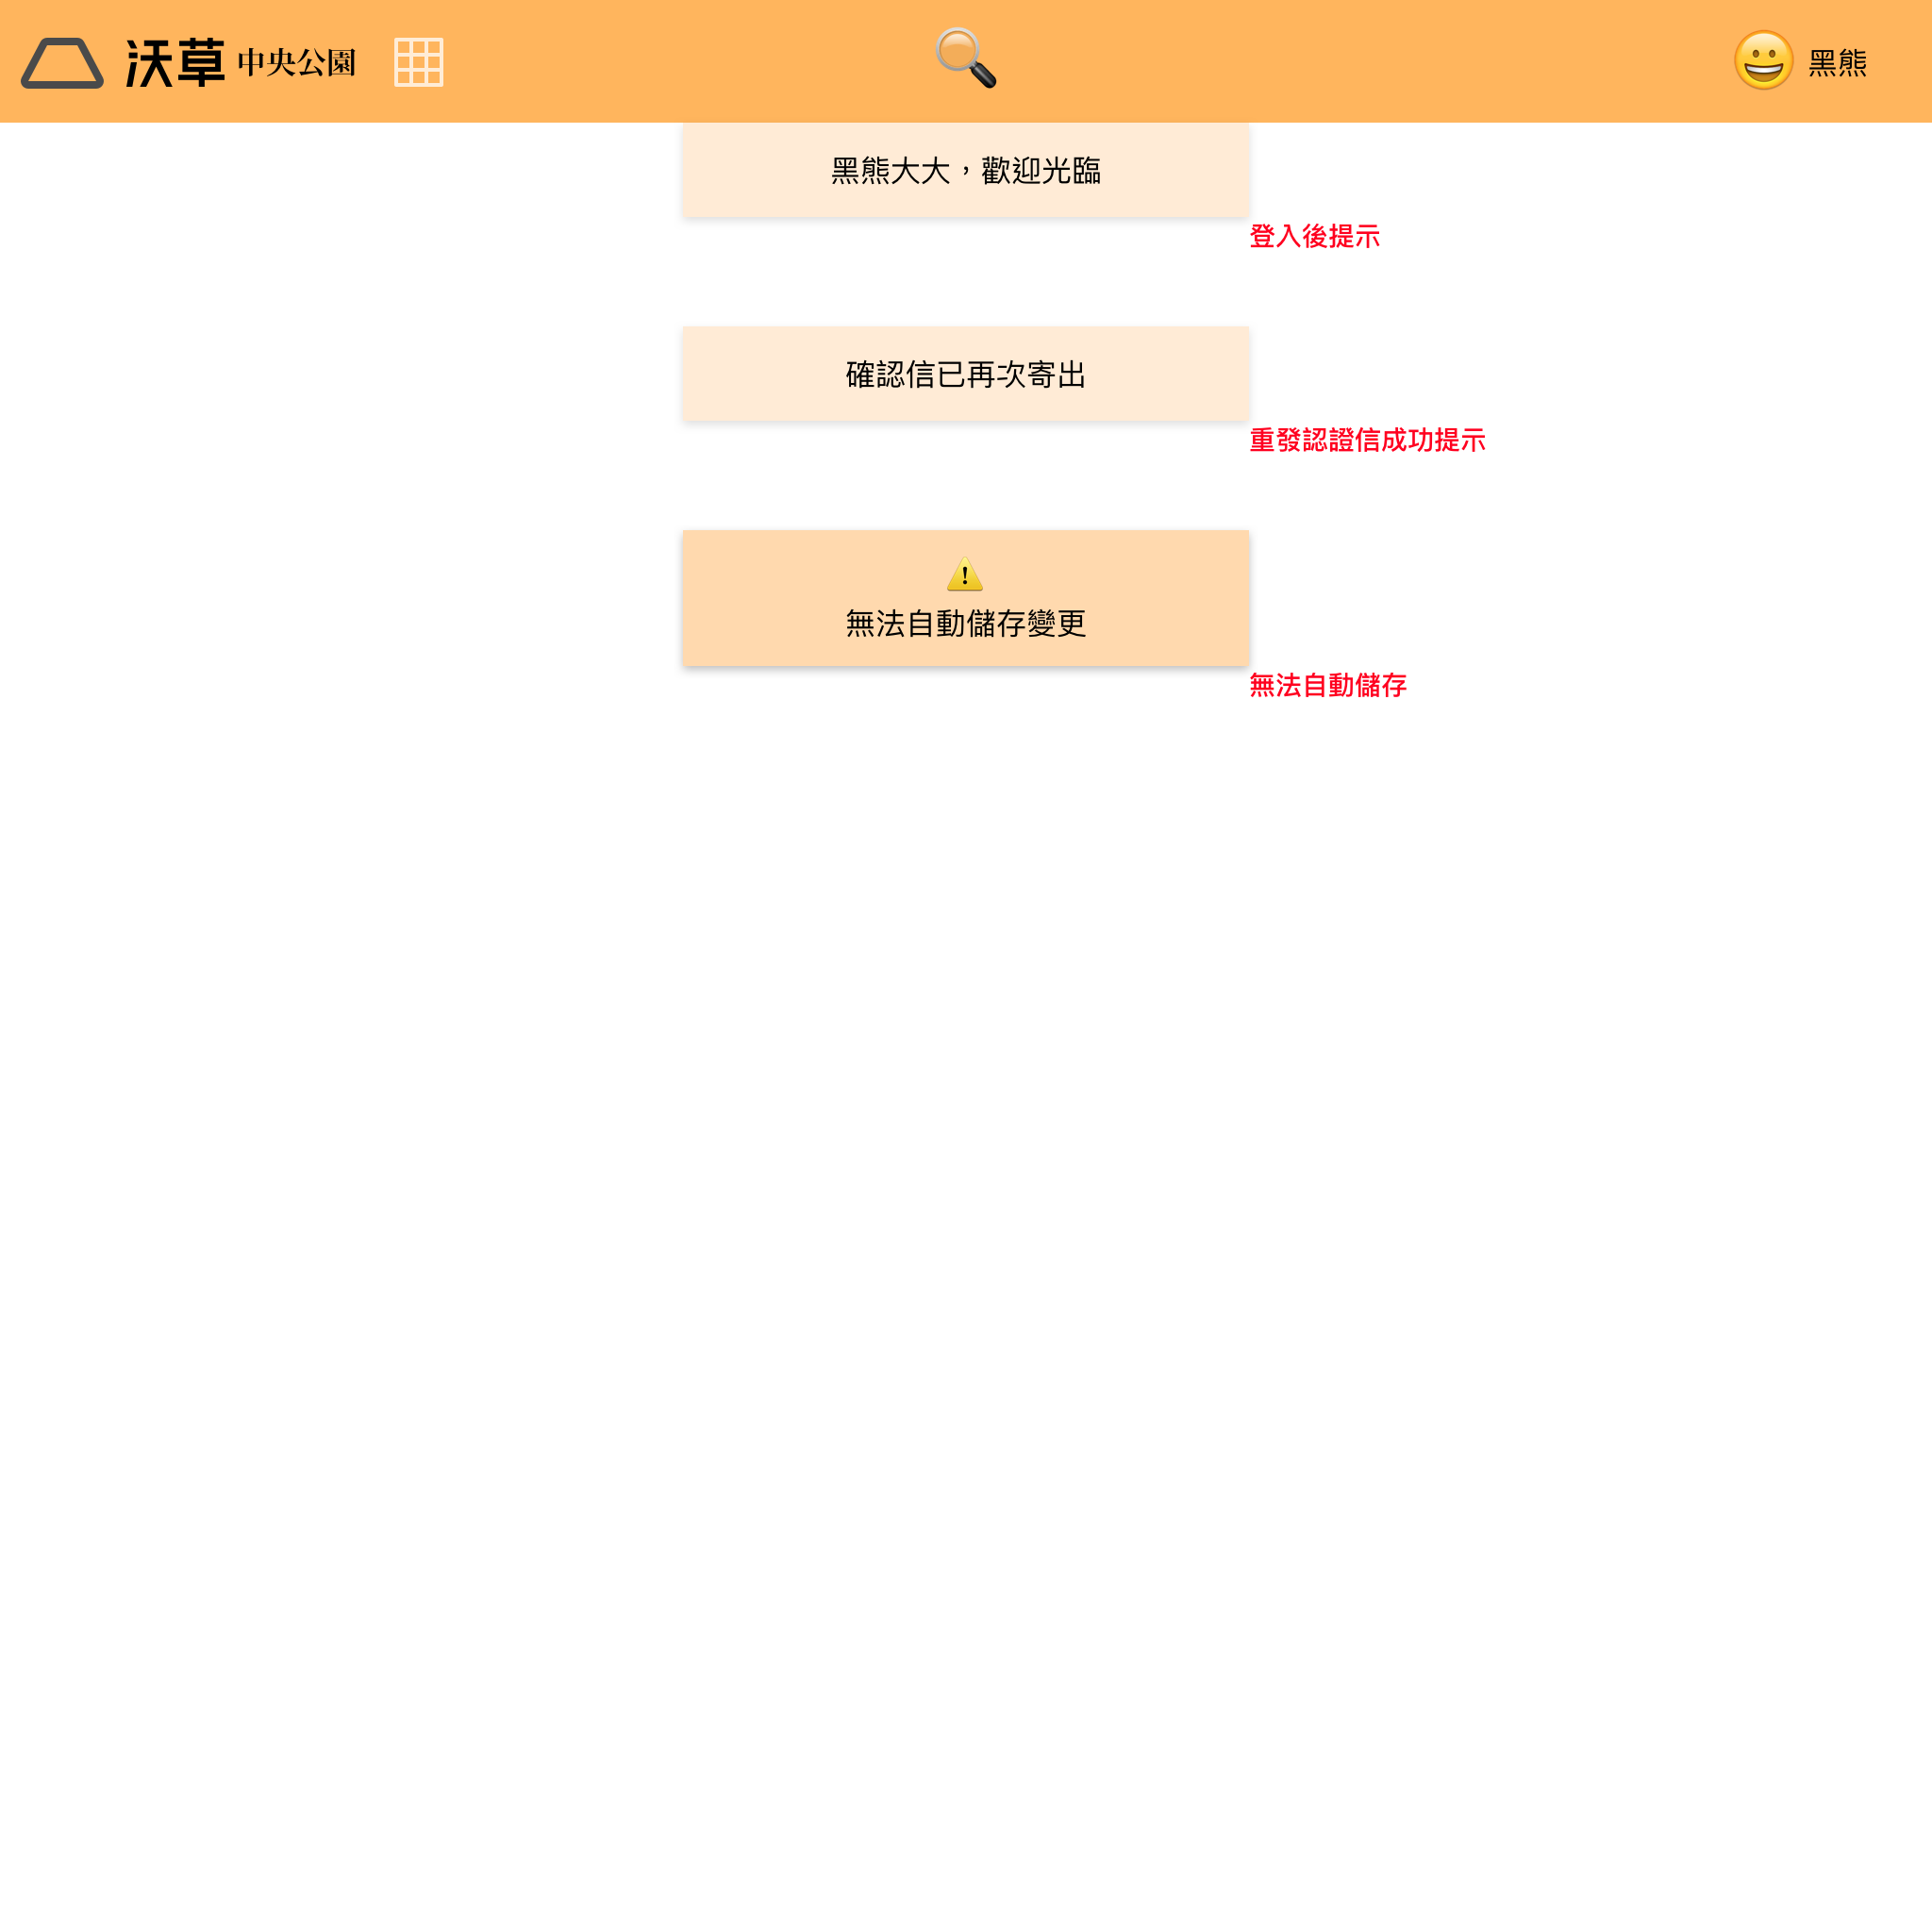 沃草 中央公園
黑熊
黑熊大大，歡迎光臨
登入後提示
確認信已再次寄出
重發認證信成功提示
無法自動儲存變更
無法自動儲存